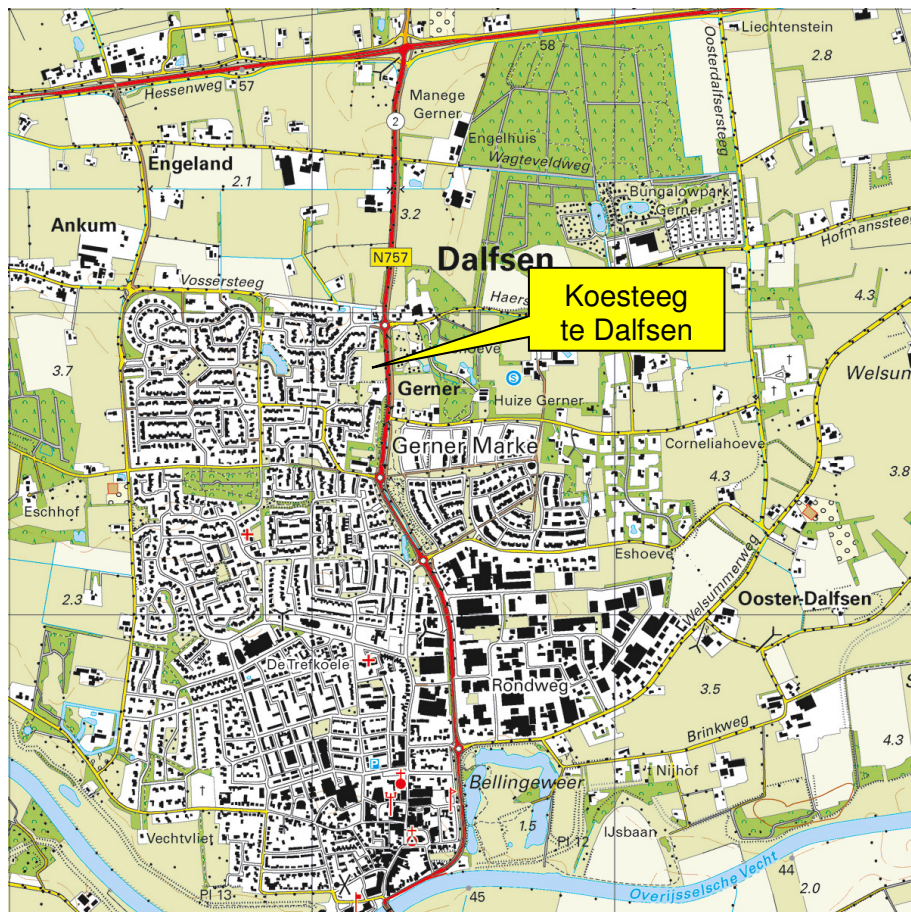 Liechtenstein
58
2.8
Oosterdalfsersteeg
Hessenweg
57
Manege
Gerner
2
Engelhuis
Engeland
Wagteveldweg
2.1
Bungalowpark
Gerner
3.2
Ankum
Hofmanssteeg
N757
Dalfsen
Vossersteeg
Koesteeg
te Dalfsen
4.3
3.7
Welsum
Gerner
S
Huize Gerner
Gerner Marke
Corneliahoeve
4.3
3.8
Eschhof
Eshoeve
Welsummerweg
2.3
Ooster-Dalfsen
De Trefkoele
Rondweg
3.5
Brinkweg
4.3
P
't Nijhof
Bellingeweer
1.5
Pl 12
IJsbaan
Vechtvliet
Pl 13
45
44
Overijsselsche Vecht
2.0